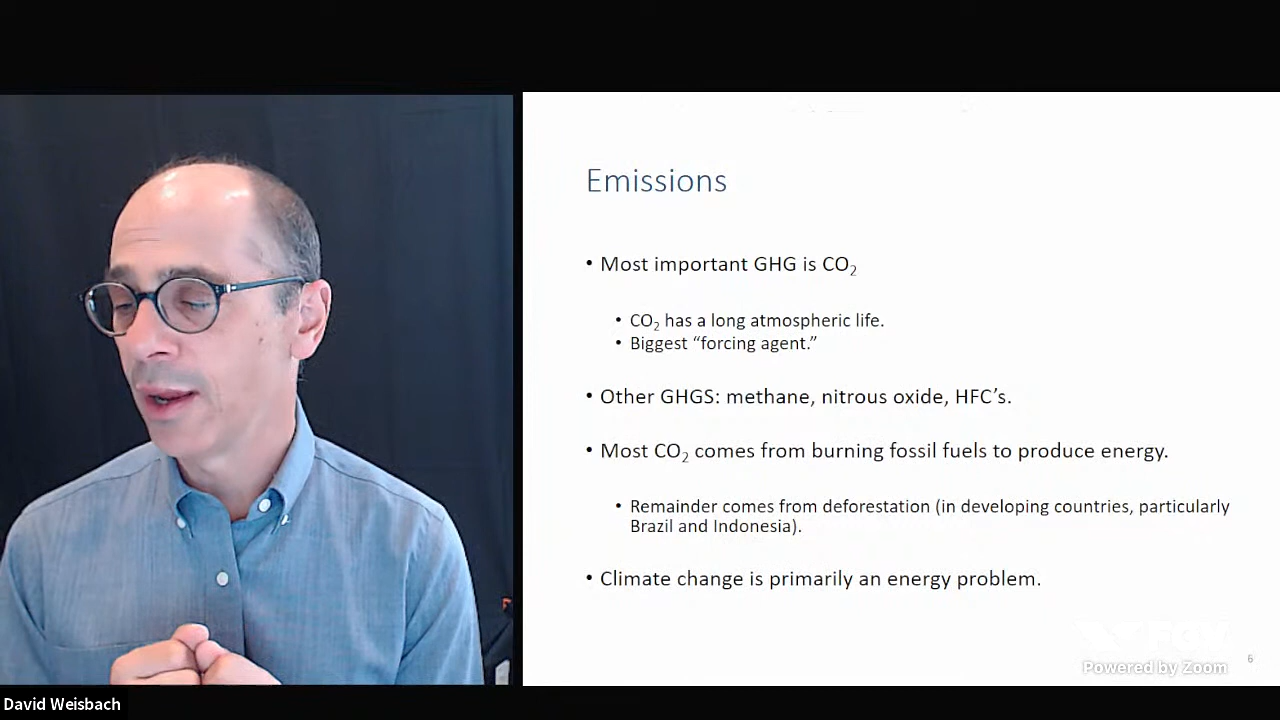 Emissions
• Most important GHG is CO₂
• CO₂ has a long atmospheric life.
• Biggest “forcing agent.”
• Other GHGS: methane, nitrous oxide, HFC’s.
• Most CO₂ comes from burning fossil fuels to produce energy.
• Remainder comes from deforestation (in developing countries, particularly
Brazil and Indonesia).
• Climate change is primarily an energy problem.
Powered by Zoom
6
David Weisbach